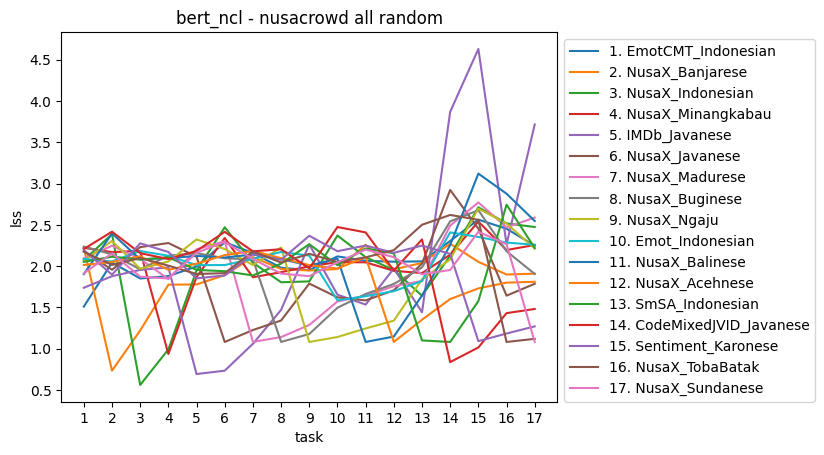 bert_ncl - nusacrowd all random
lss
4.5
4.0
3.5
3.0
2.5
2.0
1.5
1.0
0.5
1 2 3 4 5 6 7 8 9 10 11 12 13 14 15 16 17
task
1. EmotCMT_Indonesian
2. NusaX_Banjarese
3. NusaX_Indonesian
4. NusaX_Minangkabau
5. IMDb_Javanese
6. NusaX_Javanese
7. NusaX_Madurese
8. NusaX_Buginese
9. NusaX_Ngaju
10. Emot_Indonesian
11. NusaX_Balinese
12. NusaX_Acehnese
13. SmSA_Indonesian
14. CodeMixedJVID_Javanese
15. Sentiment_Karonese
16. NusaX_TobaBatak
17. NusaX_Sundanese